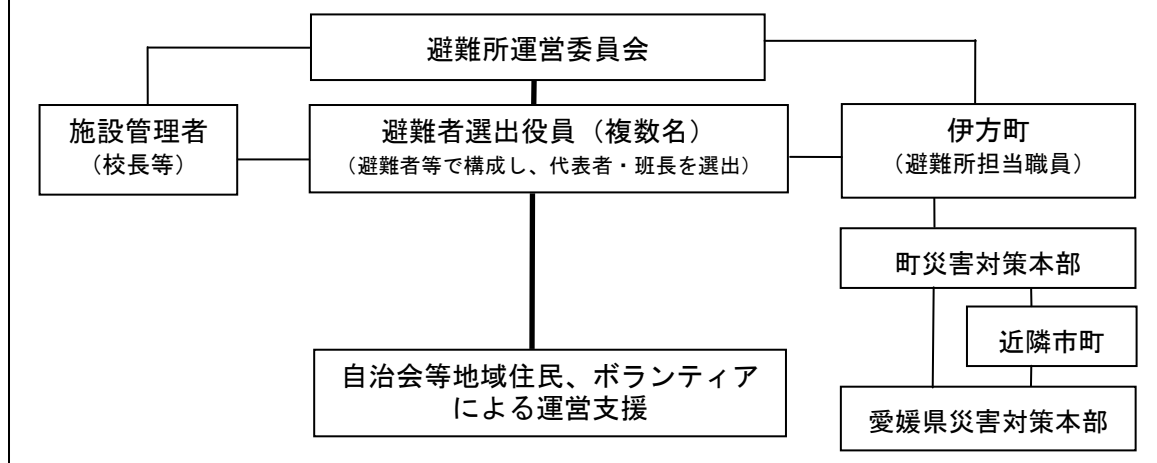 避難所運営委員会
施設管理者
（校長等）
避難者選出役員（複数名）
（避難者等で構成し、代表者・班長を選出）
伊方町
（避難所担当職員）
町災害対策本部
近隣市町
自治会等地域住民、ボランティア
による運営支援
愛媛県災害対策本部